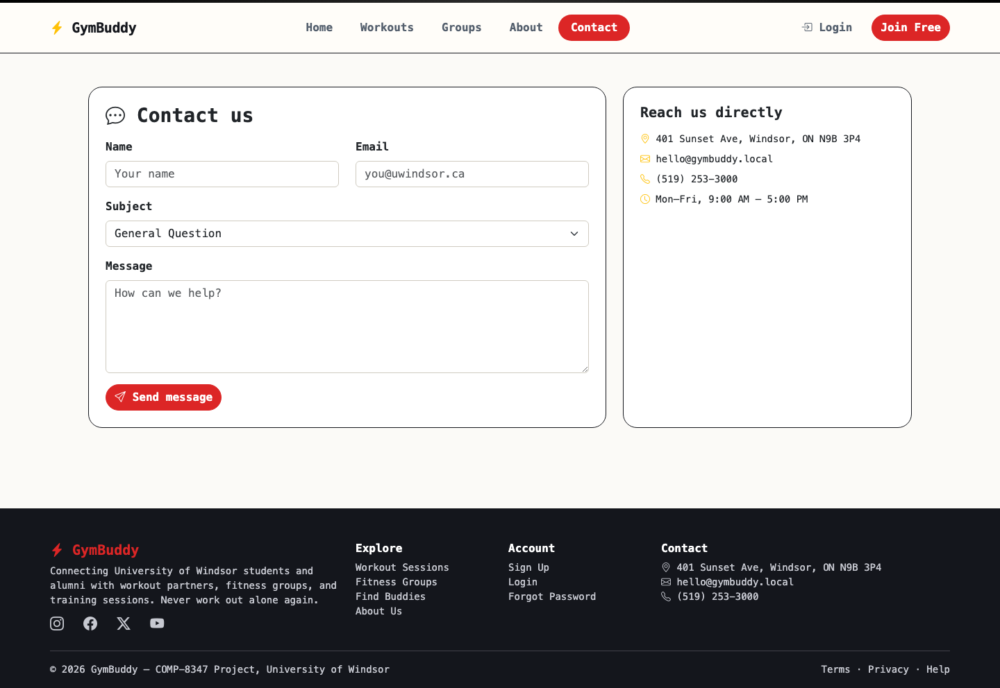 GymBuddy
Home Workouts Groups About Contact
Login Join Free
Contact us
Name
Your name
Email
you@uwindsor.ca
Subject
General Question
Message
How can we help?
Send message
Reach us directly
401 Sunset Ave, Windsor, ON N9B 3P4
hello@gymbuddy.local
(519) 253-3000
Mon–Fri, 9:00 AM – 5:00 PM
GymBuddy
Connecting University of Windsor students and
alumni with workout partners, fitness groups, and
training sessions. Never work out alone again.
Explore
Workout Sessions
Fitness Groups
Find Buddies
About Us
Account
Sign Up
Login
Forgot Password
Contact
401 Sunset Ave, Windsor, ON N9B 3P4
hello@gymbuddy.local
(519) 253-3000
© 2026 GymBuddy — COMP-8347 Project, University of Windsor
Terms · Privacy · Help